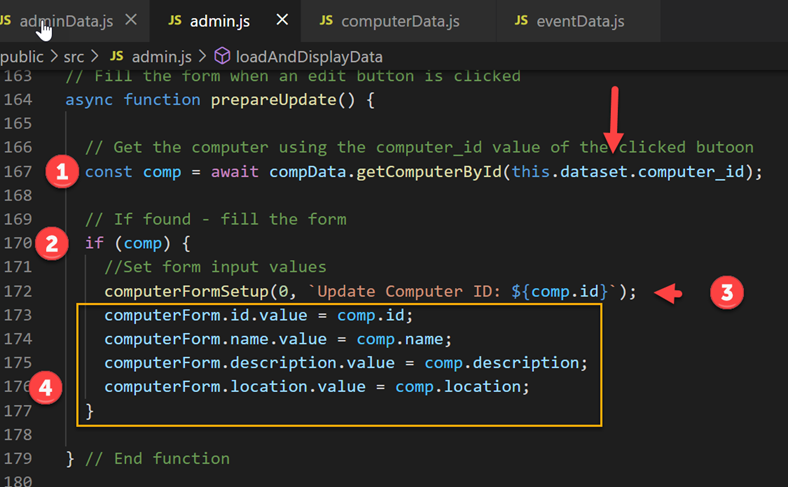 JS adminData.js × JS admin.js × JS computerData.js JS eventData.js
public > src > JS admin.js > loadAndDisplayData
163 // Fill the form when an edit button is clicked
164 async function prepareUpdate() {
165
166 // Get the computer using the computer_id value of the clicked butoon
1 167 const comp = await compData.getComputerById(this.dataset.computer_id);
168
169 // If found - fill the form
2 170 if (comp) {
171 //Set form input values
172 computerFormSetup(0, `Update Computer ID: ${comp.id}`); 3
173 computerForm.id.value = comp.id;
174 computerForm.name.value = comp.name;
175 computerForm.description.value = comp.description;
4 176 computerForm.location.value = comp.location;
177 }
178
179 } // End function
180